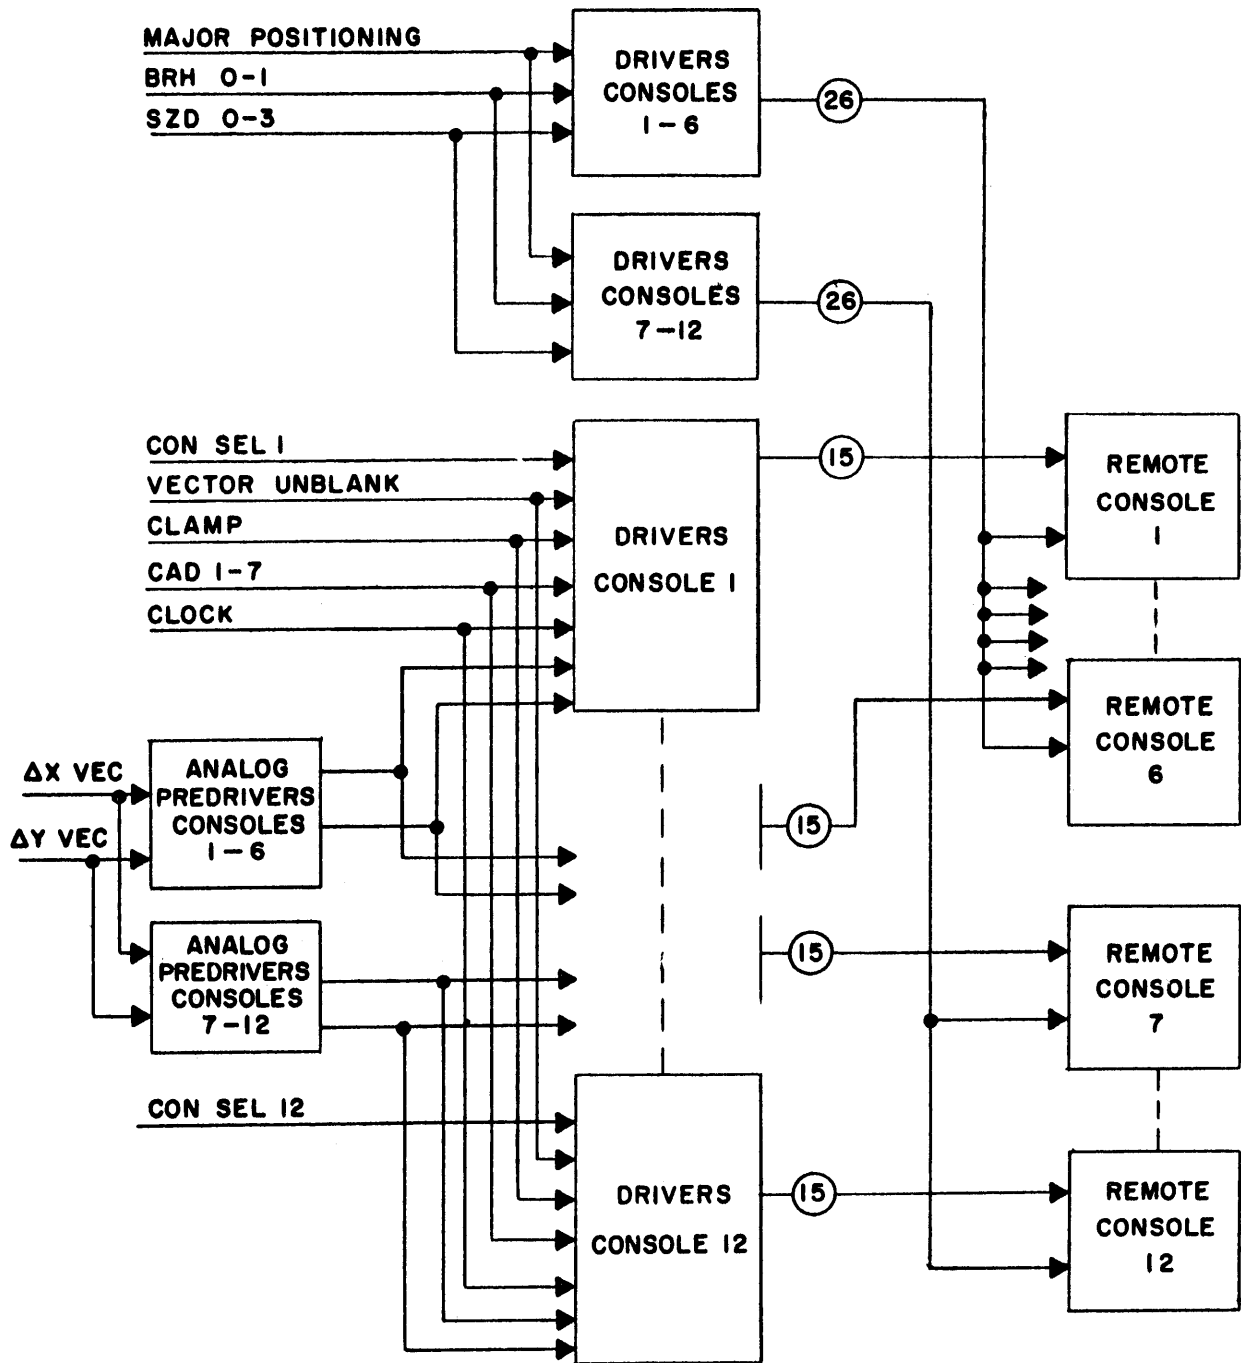 MAJOR POSITIONING
BRH 0-1
SZD 0-3
DRIVERS
CONSOLES
1-6
26
DRIVERS
CONSOLES
7-12
26
CON SEL 1
VECTOR UNBLANK
CLAMP
CAD 1-7
CLOCK
DRIVERS
CONSOLE 1
15
REMOTE
CONSOLE
1
REMOTE
CONSOLE
6
ΔX VEC
ΔY VEC
ANALOG
PREDRIVERS
CONSOLES
1-6
15
ANALOG
PREDRIVERS
CONSOLES
7-12
15
REMOTE
CONSOLE
7
CON SEL 12
DRIVERS
CONSOLE 12
15
REMOTE
CONSOLE
12